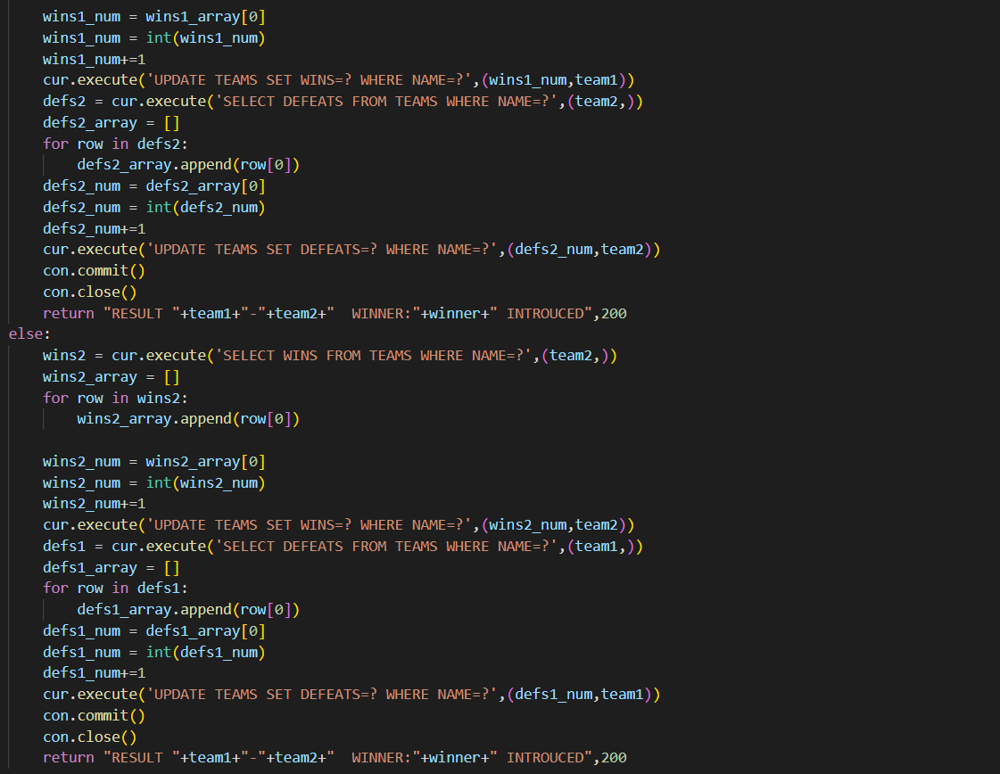 wins1_num = wins1_array[0]
    wins1_num = int(wins1_num)
    wins1_num+=1
    cur.execute('UPDATE TEAMS SET WINS=? WHERE NAME=?',(wins1_num,team1))
    defs2 = cur.execute('SELECT DEFEATS FROM TEAMS WHERE NAME=?',(team2,))
    defs2_array = []
    for row in defs2:
        defs2_array.append(row[0])
    defs2_num = defs2_array[0]
    defs2_num = int(defs2_num)
    defs2_num+=1
    cur.execute('UPDATE TEAMS SET DEFEATS=? WHERE NAME=?',(defs2_num,team2))
    con.commit()
    con.close()
    return "RESULT "+team1+"-"+team2+"  WINNER:"+winner+" INTROUCED",200
else:
    wins2 = cur.execute('SELECT WINS FROM TEAMS WHERE NAME=?',(team2,))
    wins2_array = []
    for row in wins2:
        wins2_array.append(row[0])

    wins2_num = wins2_array[0]
    wins2_num = int(wins2_num)
    wins2_num+=1
    cur.execute('UPDATE TEAMS SET WINS=? WHERE NAME=?',(wins2_num,team2))
    defs1 = cur.execute('SELECT DEFEATS FROM TEAMS WHERE NAME=?',(team1,))
    defs1_array = []
    for row in defs1:
        defs1_array.append(row[0])
    defs1_num = defs1_array[0]
    defs1_num = int(defs1_num)
    defs1_num+=1
    cur.execute('UPDATE TEAMS SET DEFEATS=? WHERE NAME=?',(defs1_num,team1))
    con.commit()
    con.close()
    return "RESULT "+team1+"-"+team2+"  WINNER:"+winner+" INTROUCED",200